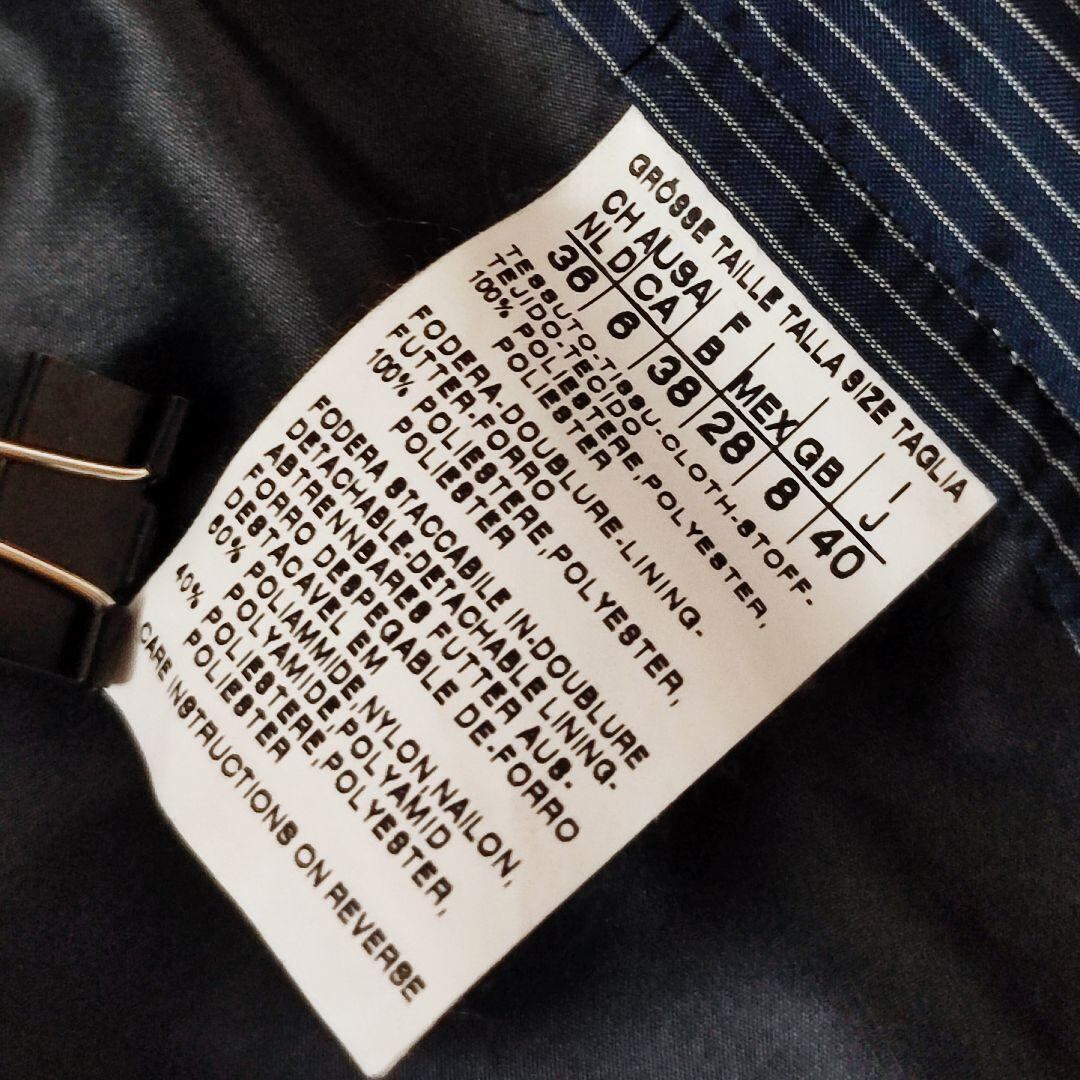 GRÖSSE TAILLE TALLA SIZE TAGLIA
CH A USA F MEX GB I
NL D CA B J
36 6 38 28 8 40
TESSUTO-TISSU-CLOTH-STOFF-
TEJIDO-TECIDO
100% POLIESTERE,POLYESTER,
POLIESTER
FODERA-DOUBLURE-LINING-
FUTTER-FORRO
100% POLIESTERE,POLYESTER,
POLIESTER
FODERA STACCABILE IN-DOUBLURE
DETACHABLE-DETACHABLE LINING-
ABTRENNBARES FUTTER AUS-
FORRO DESPEGABLE DE.FORRO
DESTACAVEL EM
60% POLIAMMIDE,NYLON,NAILON,
POLYAMIDE,POLYAMID
40% POLIESTERE,POLYESTER,
POLIESTER
CARE INSTRUCTIONS ON REVERSE